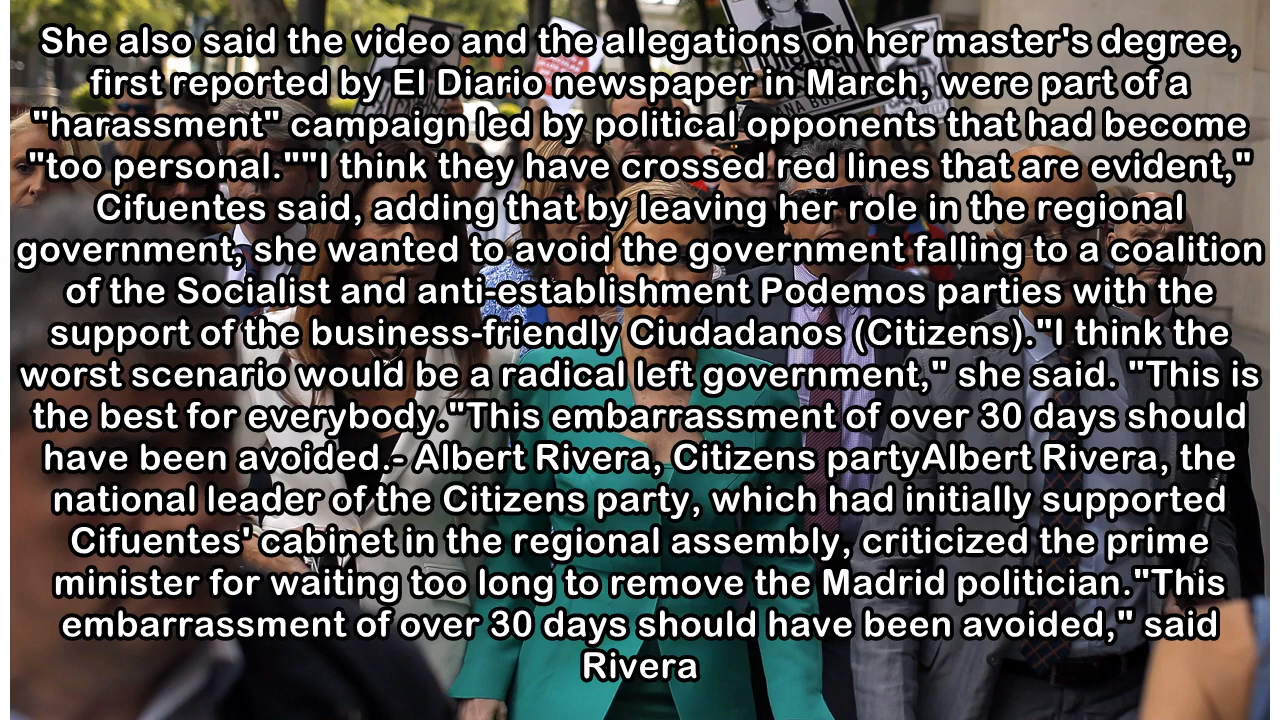 She also said the video and the allegations on her master's degree,
first reported by El Diario newspaper in March, were part of a
"harassment" campaign led by political opponents that had become
"too personal.""I think they have crossed red lines that are evident,"
Cifuentes said, adding that by leaving her role in the regional
government, she wanted to avoid the government falling to a coalition
of the Socialist and anti-establishment Podemos parties with the
support of the business-friendly Ciudadanos (Citizens)."I think the
worst scenario would be a radical left government," she said. "This is
the best for everybody."This embarrassment of over 30 days should
have been avoided.- Albert Rivera, Citizens partyAlbert Rivera, the
national leader of the Citizens party, which had initially supported
Cifuentes' cabinet in the regional assembly, criticized the prime
minister for waiting too long to remove the Madrid politician."This
embarrassment of over 30 days should have been avoided," said
Rivera